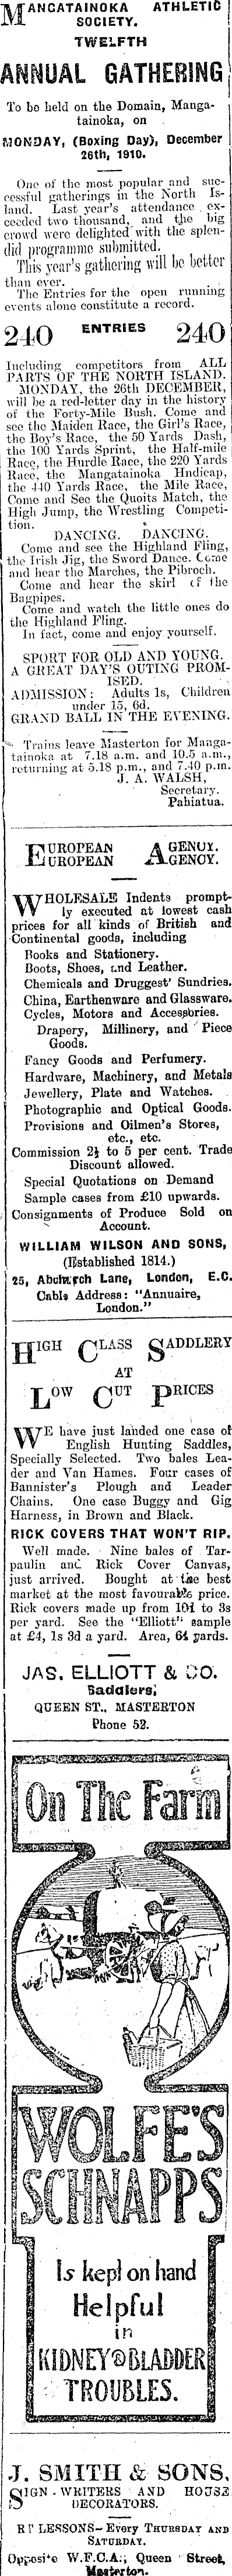 MANGATAINOKA ATHLETIC
SOCIETY.
TWELFTH
ANNUAL GATHERING
To be held on the Domain, Manga-
tainoka, on
MONDAY, (Boxing Day), December
26th, 1910.
One of the most popular and suc-
cessful gatherings in the North Is-
land. Last year's attendance ex-
ceeded two thousand, and the big
crowd were delighted with the splen-
did programme submitted.
This year's gathering will be better
than ever.
The Entries for the open running
events alone constitute a record.
240 ENTRIES 240
Including competitors from ALL
PARTS OF THE NORTH ISLAND.
MONDAY, the 26th DECEMBER,
will be a red-letter day in the history
of the Forty-Mile Bush. Come and
see the Maiden Race, the Girl's Race,
the Boy's Race, the 50 Yards Dash,
the 100 Yards Sprint, the Half-mile
Race, the Hurdle Race, the 220 Yards
Race, the Mangatainoka Handicap,
the 440 Yards Race, the Mile Race,
Come and See the Quoits Match, the
High Jump, the Wrestling Competi-
tion.
DANCING. DANCING.
Come and see the Highland Fling,
the Irish Jig, the Sword Dance. Come
and hear the Marches, the Pibroch.
Come and hear the skirl of the
Bagpipes.
Come and watch the little ones do
the Highland Fling.
In fact, come and enjoy yourself.
SPORT FOR OLD AND YOUNG.
A GREAT DAY'S OUTING PROM-
ISED.
ADMISSION: Adults 1s, Children
under 15, 6d.
GRAND BALL IN THE EVENING.
Trains leave Masterton for Manga-
tainoka at 7.18 a.m. and 10.5 a.m.,
returning at 5.18 p.m., and 7.40 p.m.
J. A. WALSH,
Secretary.
Pahiatua.
EUROPEAN AGENCY.
EUROPEAN AGENCY.
WHOLESALE Indents prompt-
ly executed at lowest cash
prices for all kinds of British and
Continental goods, including
Books and Stationery.
Boots, Shoes, and Leather.
Chemicals and Druggest' Sundries.
China, Earthenware and Glassware.
Cycles, Motors and Accessories.
Drapery, Millinery, and Piece
Goods.
Fancy Goods and Perfumery.
Hardware, Machinery, and Metals
Jewellery, Plate and Watches.
Photographic and Optical Goods.
Provisions and Oilmen's Stores,
etc., etc.
Commission 2½ to 5 per cent. Trade
Discount allowed.
Special Quotations on Demand
Sample cases from £10 upwards.
Consignments of Produce Sold on
Account.
WILLIAM WILSON AND SONS,
(Established 1814.)
25, Abchurch Lane, London, E.C.
Cable Address: "Annuaire,
London."
HIGH CLASS SADDLERY
AT
LOW CUT PRICES
WE have just landed one case of
English Hunting Saddles,
Specially Selected. Two bales Lea-
der and Van Hames. Four cases of
Bannister's Plough and Leader
Chains. One case Buggy and Gig
Harness, in Brown and Black.
RICK COVERS THAT WON'T RIP.
Well made. Nine bales of Tar-
paulin and Rick Cover Canvas,
just arrived. Bought at the best
market at the most favourable price.
Rick covers made up from 10d to 3s
per yard. See the "Elliott" sample
at £4, 1s 3d a yard. Area, 64 yards.
JAS. ELLIOTT & CO.
Saddlers,
QUEEN ST., MASTERTON
Phone 52.
On The Farm
WOLFE'S
SCHNAPPS
Is kept on hand
Helpful
in
KIDNEY & BLADDER
TROUBLES.
J. SMITH & SONS,
SIGN-WRITERS AND HOUSE
DECORATORS.
LESSONS—Every THURSDAY AND
SATURDAY.
Opposite W.F.C.A., Queen Street,
Masterton.